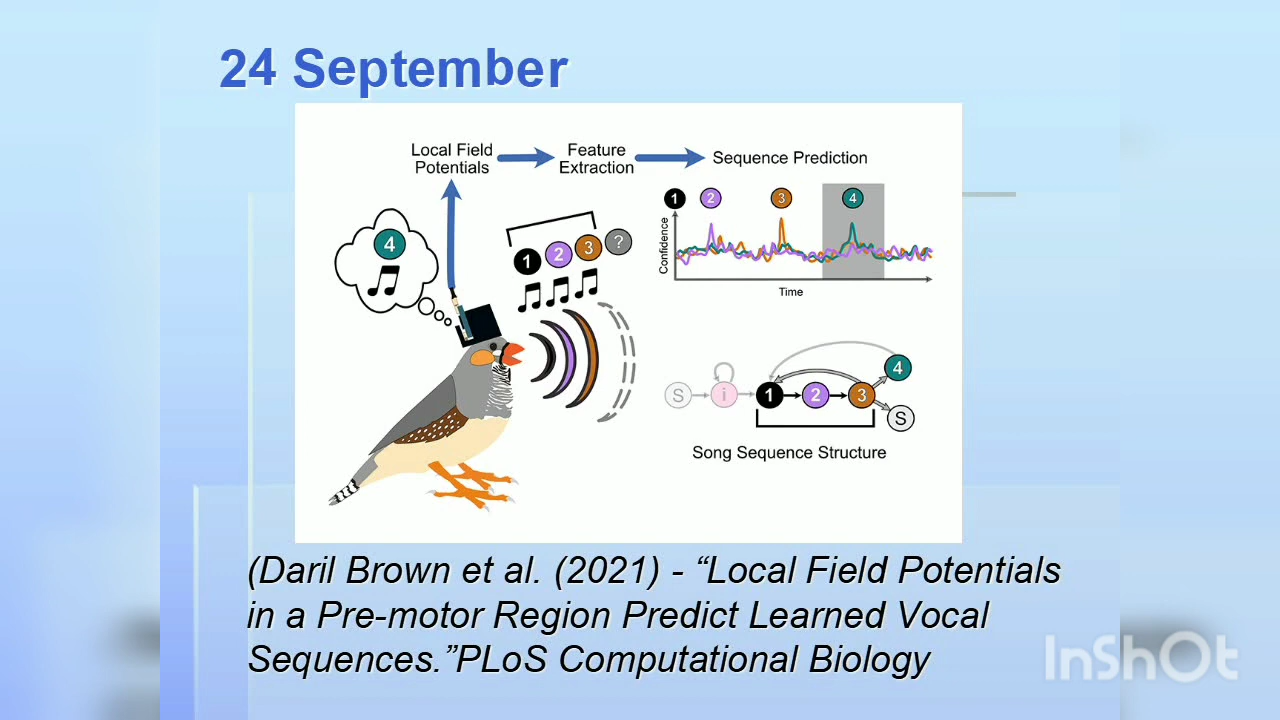 24 September
Local Field
Potentials
Feature
Extraction
Sequence Prediction
1 2 3 4
Confidence
Time
4
1 2 3 ?
S i 1 2 3 4 S
Song Sequence Structure
(Daril Brown et al. (2021) - “Local Field Potentials
in a Pre-motor Region Predict Learned Vocal
Sequences.”PLoS Computational Biology
InShOt